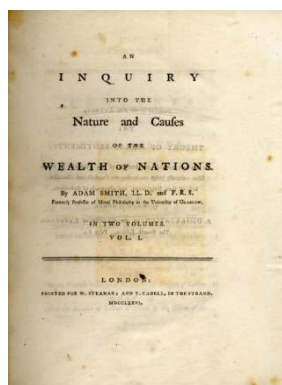 AN
INQUIRY
INTO THE
Nature and Causes
OF THE
WEALTH OF NATIONS.
By ADAM SMITH, LL. D. and F. R. S.
Formerly Professor of Moral Philosophy in the University of GLASGOW.
IN TWO VOLUMES.
VOL. I.
LONDON:
PRINTED FOR W. STRAHAN; AND T. CADELL, IN THE STRAND.
MDCCLXXVI.